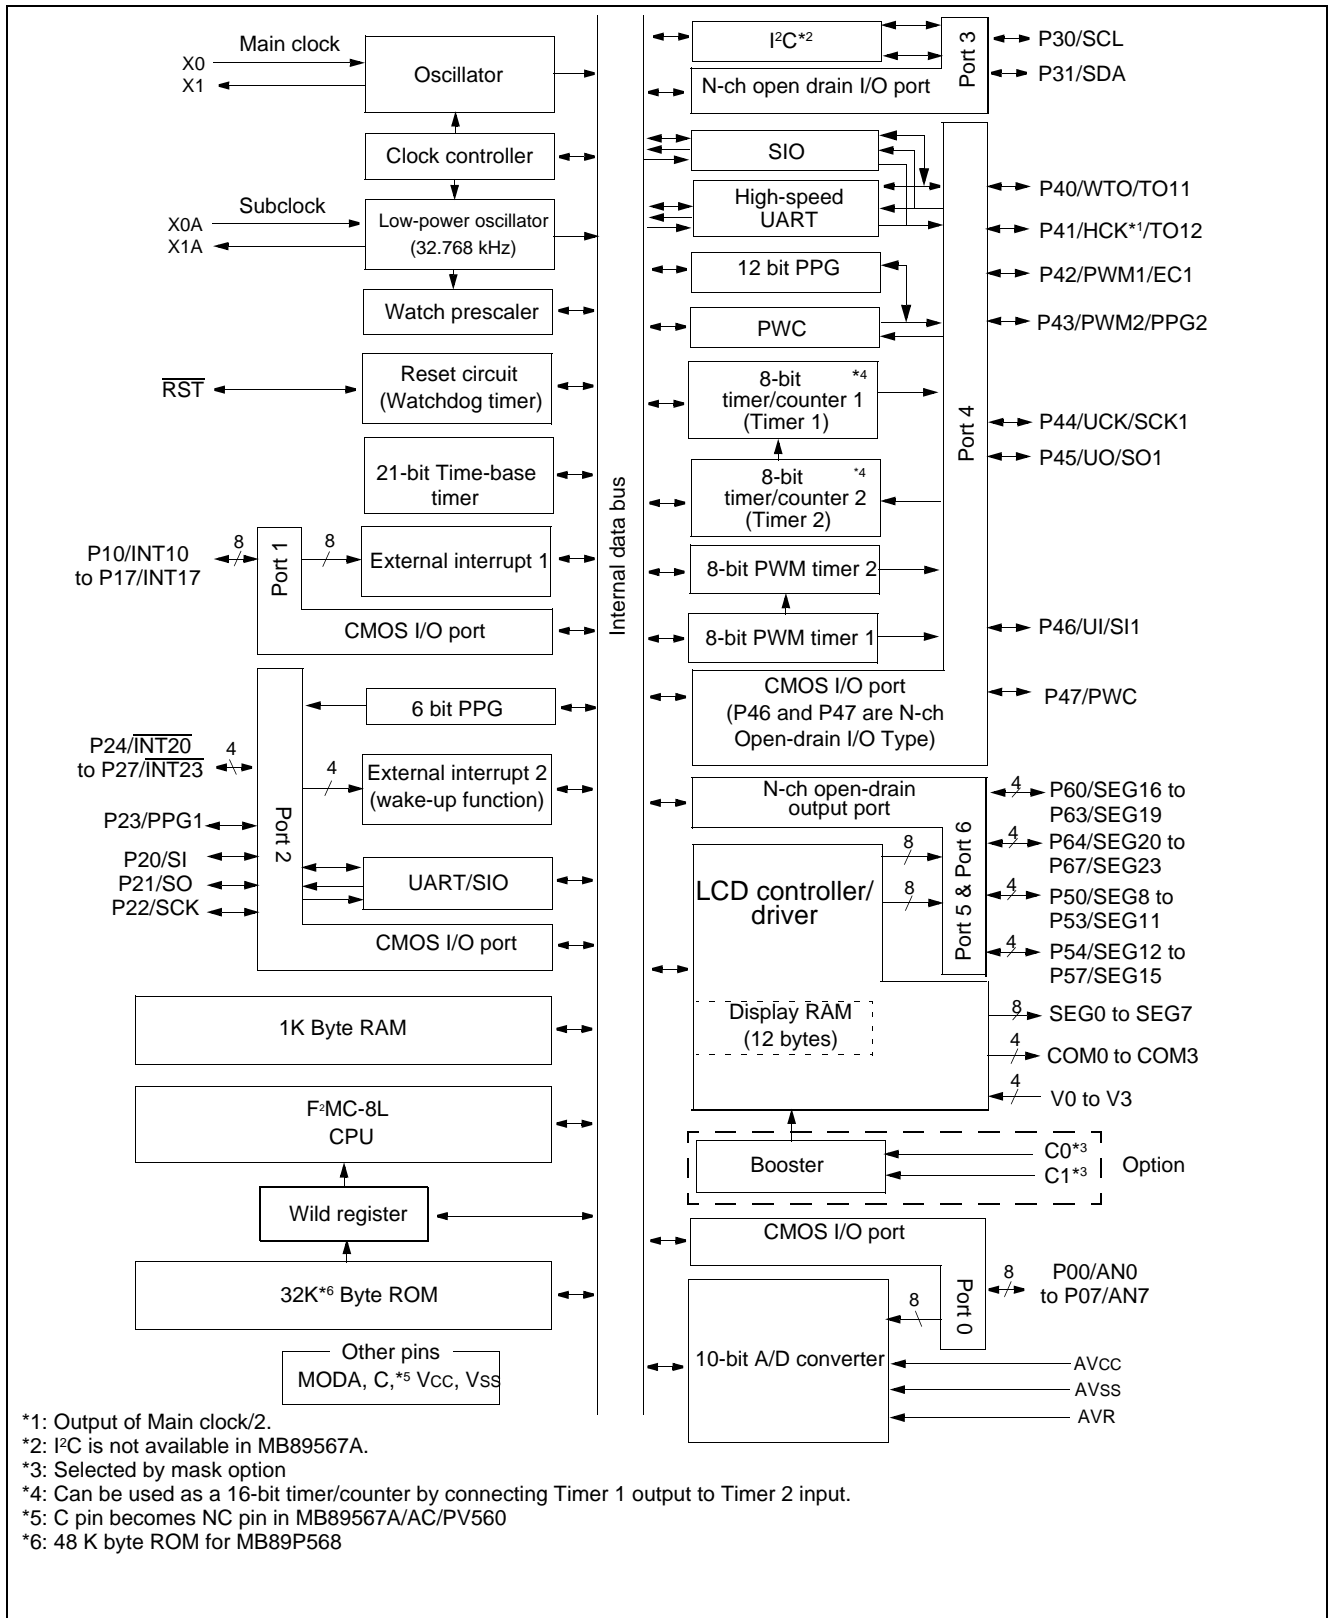 Main clock
X0
X1
Oscillator
Clock controller
Subclock
X0A
X1A
Low-power oscillator
(32.768 kHz)
Watch prescaler
RST
Reset circuit
(Watchdog timer)
21-bit Time-base
timer
P10/INT10
to P17/INT17
8
Port 1
8
External interrupt 1
CMOS I/O port
6 bit PPG
P24/INT20
to P27/INT23
4
Port 2
4
External interrupt 2
(wake-up function)
P23/PPG1
P20/SI
P21/SO
P22/SCK
UART/SIO
CMOS I/O port
1K Byte RAM
F²MC-8L
CPU
Wild register
32K*6 Byte ROM
Other pins
MODA, C,*5 VCC, VSS
Internal data bus
I²C*2
N-ch open drain I/O port
Port 3
P30/SCL
P31/SDA
SIO
High-speed
UART
12 bit PPG
PWC
8-bit *4
timer/counter 1
(Timer 1)
8-bit *4
timer/counter 2
(Timer 2)
8-bit PWM timer 2
8-bit PWM timer 1
CMOS I/O port
(P46 and P47 are N-ch
Open-drain I/O Type)
Port 4
P40/WTO/TO11
P41/HCK*1/TO12
P42/PWM1/EC1
P43/PWM2/PPG2
P44/UCK/SCK1
P45/UO/SO1
P46/UI/SI1
P47/PWC
N-ch open-drain
output port
LCD controller/
driver
8
8
Port 5 & Port 6
4
P60/SEG16 to
P63/SEG19
4
P64/SEG20 to
P67/SEG23
4
P50/SEG8 to
P53/SEG11
4
P54/SEG12 to
P57/SEG15
Display RAM
(12 bytes)
8
SEG0 to SEG7
4
COM0 to COM3
4
V0 to V3
Booster
C0*3
C1*3
Option
CMOS I/O port
Port 0
8
P00/AN0
to P07/AN7
8
10-bit A/D converter
AVCC
AVSS
AVR
*1: Output of Main clock/2.
*2: I²C is not available in MB89567A.
*3: Selected by mask option
*4: Can be used as a 16-bit timer/counter by connecting Timer 1 output to Timer 2 input.
*5: C pin becomes NC pin in MB89567A/AC/PV560
*6: 48 K byte ROM for MB89P568